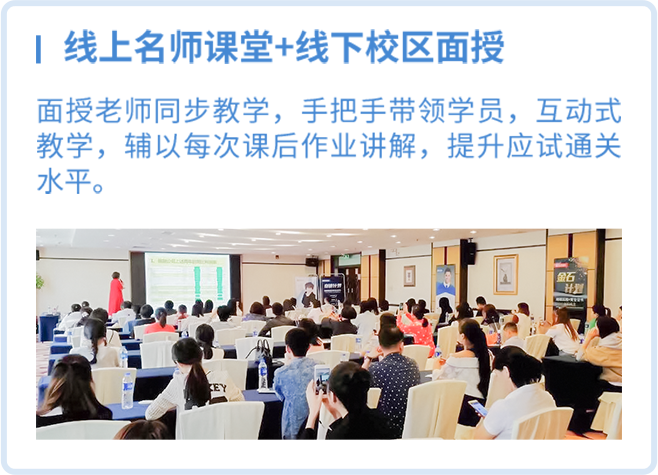 线上名师课堂+线下校区面授
面授老师同步教学，手把手带领学员，互动式
教学，辅以每次课后作业讲解，提升应试通关
水平。
金石
计划
KEY